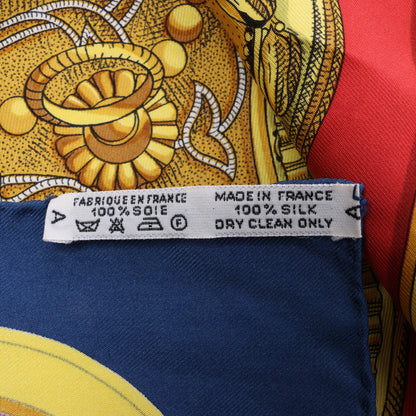 FABRIQUE EN FRANCE
100% SOIE
A
F
MADE IN FRANCE
100% SILK
DRY CLEAN ONLY
A